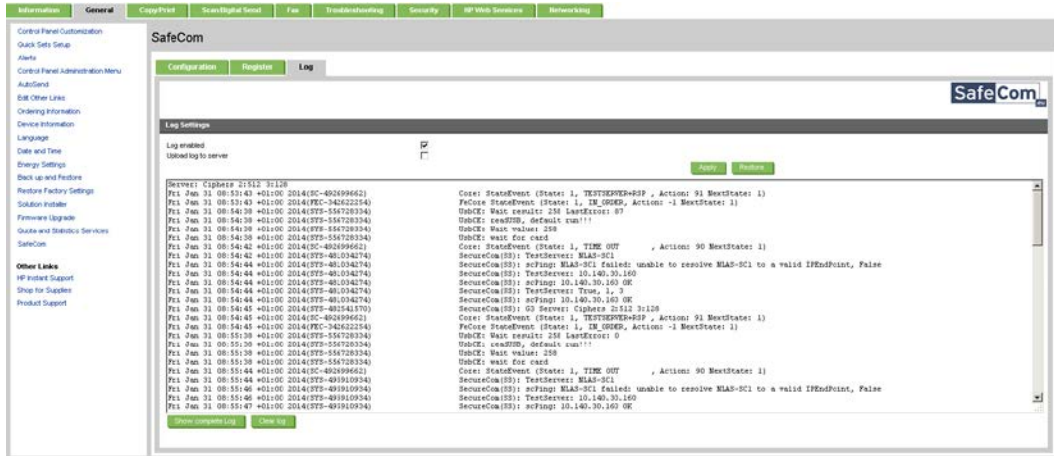 Information General Copy/Print Scan/Digital Send Fax Troubleshooting Security HP Web Services Networking
Control Panel Customization
Quick Sets Setup
Alerts
Control Panel Administration Menu
AutoSend
Edit Other Links
Ordering Information
Device Information
Language
Date and Time
Energy Settings
Back up and Restore
Restore Factory Settings
Solution Installer
Firmware Upgrade
Quota and Statistics Services
SafeCom
Other Links
HP Instant Support
Shop for Supplies
Product Support
SafeCom
Configuration Register Log
SafeCom.eu
Log Settings
Log enabled
Upload log to server
Apply Restore
Server: Ciphers 2:512 3:128
Fri Jan 31 08:53:43 +01:00 2014(SC-492699662) Core: StateEvent (State: 1, TESTSERVER+RSP , Action: 91 NextState: 1)
Fri Jan 31 08:53:43 +01:00 2014(FEC-342622254) FeCore StateEvent (State: 1, IN_ORDER, Action: -1 NextState: 1)
Fri Jan 31 08:54:38 +01:00 2014(SYS-556728334) UsbCE: Wait result: 258 LastError: 87
Fri Jan 31 08:54:38 +01:00 2014(SYS-556728334) UsbCE: readUSB, default run!!!
Fri Jan 31 08:54:38 +01:00 2014(SYS-556728334) UsbCE: Wait value: 258
Fri Jan 31 08:54:38 +01:00 2014(SYS-556728334) UsbCE: wait for card
Fri Jan 31 08:54:42 +01:00 2014(SC-492699662) Core: StateEvent (State: 1, TIME OUT , Action: 90 NextState: 1)
Fri Jan 31 08:54:42 +01:00 2014(SYS-481034274) SecureCom(SS): TestServer: NLAS-SC1
Fri Jan 31 08:54:44 +01:00 2014(SYS-481034274) SecureCom(SS): scPing: NLAS-SC1 failed: unable to resolve NLAS-SC1 to a valid IPEndPoint, False
Fri Jan 31 08:54:44 +01:00 2014(SYS-481034274) SecureCom(SS): TestServer: 10.140.30.160
Fri Jan 31 08:54:44 +01:00 2014(SYS-481034274) SecureCom(SS): scPing: 10.140.30.160 OK
Fri Jan 31 08:54:44 +01:00 2014(SYS-481034274) SecureCom(SS): TestServer: True, 1, 3
Fri Jan 31 08:54:44 +01:00 2014(SYS-481034274) SecureCom(SS): scPing: 10.140.30.160 OK
Fri Jan 31 08:54:45 +01:00 2014(SYS-482541570) SecureCom(SS): G3 Server: Ciphers 2:512 3:128
Fri Jan 31 08:54:45 +01:00 2014(SC-492699662) Core: StateEvent (State: 1, TESTSERVER+RSP , Action: 91 NextState: 1)
Fri Jan 31 08:54:45 +01:00 2014(FEC-342622254) FeCore StateEvent (State: 1, IN_ORDER, Action: -1 NextState: 1)
Fri Jan 31 08:55:38 +01:00 2014(SYS-556728334) UsbCE: Wait result: 258 LastError: 0
Fri Jan 31 08:55:38 +01:00 2014(SYS-556728334) UsbCE: readUSB, default run!!!
Fri Jan 31 08:55:38 +01:00 2014(SYS-556728334) UsbCE: Wait value: 258
Fri Jan 31 08:55:38 +01:00 2014(SYS-556728334) UsbCE: wait for card
Fri Jan 31 08:55:44 +01:00 2014(SC-492699662) Core: StateEvent (State: 1, TIME OUT , Action: 90 NextState: 1)
Fri Jan 31 08:55:44 +01:00 2014(SYS-493910934) SecureCom(SS): TestServer: NLAS-SC1
Fri Jan 31 08:55:46 +01:00 2014(SYS-493910934) SecureCom(SS): scPing: NLAS-SC1 failed: unable to resolve NLAS-SC1 to a valid IPEndPoint, False
Fri Jan 31 08:55:46 +01:00 2014(SYS-493910934) SecureCom(SS): TestServer: 10.140.30.160
Fri Jan 31 08:55:47 +01:00 2014(SYS-493910934) SecureCom(SS): scPing: 10.140.30.160 OK
Show complete Log Clear log